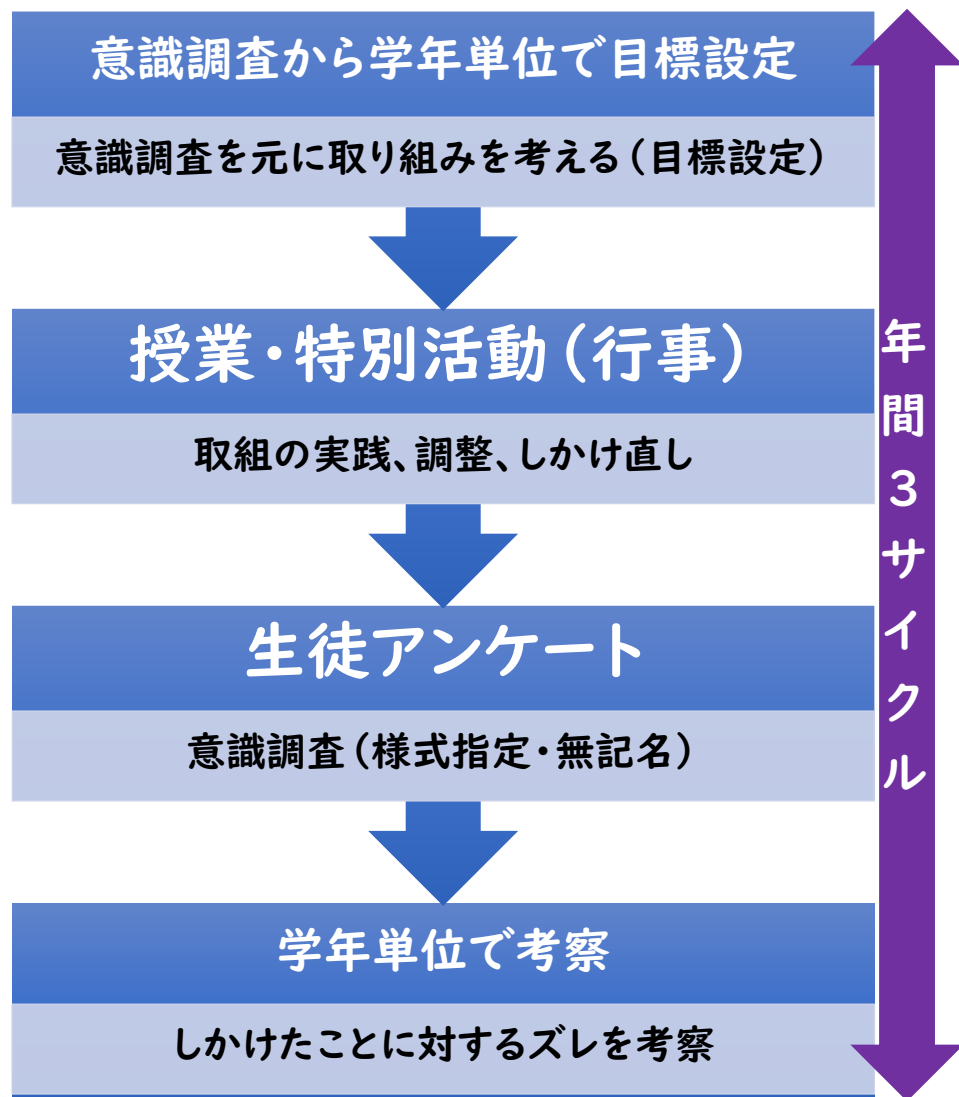 意識調査から学年単位で目標設定
意識調査を元に取り組みを考える（目標設定）
授業・特別活動（行事）
取組の実践、調整、しかけ直し
生徒アンケート
意識調査（様式指定・無記名）
学年単位で考察
しかけたことに対するズレを考察
年間３サイクル